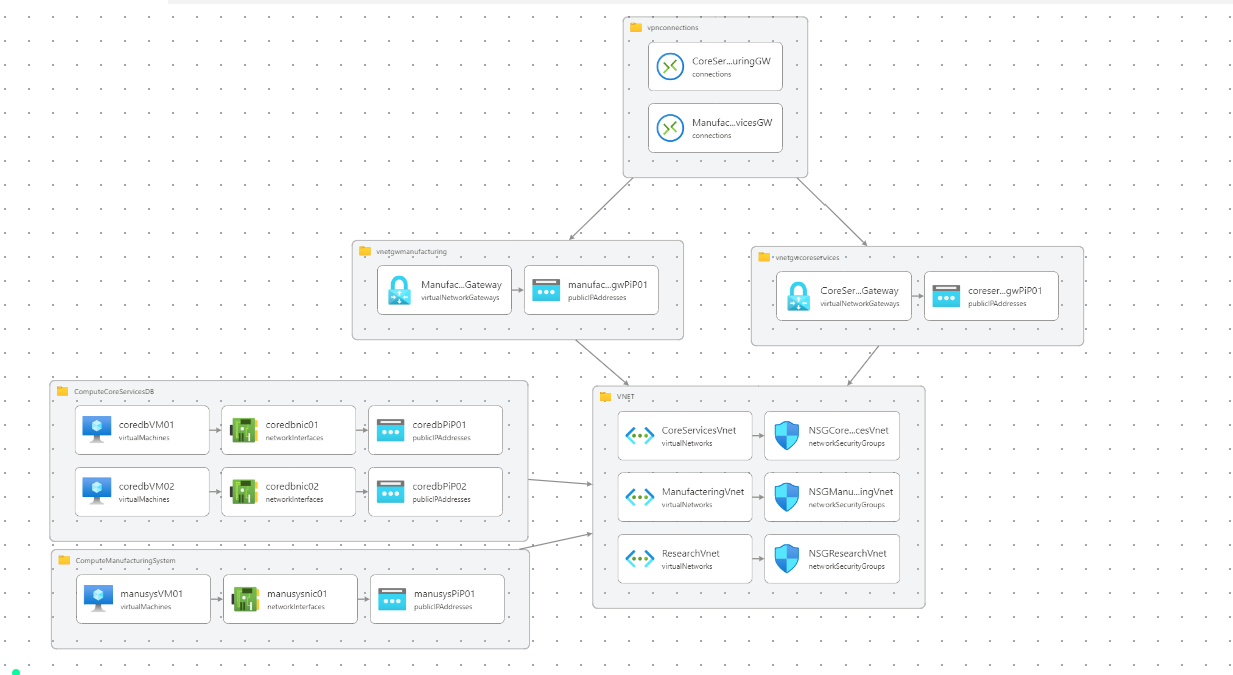 vpnconnections
CoreSer...uringGW
connections
Manufac...vicesGW
connections
vnetgwmanufacturing
Manufac...Gateway
virtualNetworkGateways
manufac...gwPiP01
publicIPAddresses
vnetgwcoreservices
CoreSer...Gateway
virtualNetworkGateways
coreser...gwPiP01
publicIPAddresses
ComputeCoreServicesDB
coredbVM01
virtualMachines
coredbnic01
networkInterfaces
coredbPiP01
publicIPAddresses
coredbVM02
virtualMachines
coredbnic02
networkInterfaces
coredbPiP02
publicIPAddresses
VNET
CoreServicesVnet
virtualNetworks
NSGCore...cesVnet
networkSecurityGroups
ManufacteringVnet
virtualNetworks
NSGManu...ingVnet
networkSecurityGroups
ResearchVnet
virtualNetworks
NSGResearchVnet
networkSecurityGroups
ComputeManufacturingSystem
manusysVM01
virtualMachines
manusysnic01
networkInterfaces
manusysPiP01
publicIPAddresses